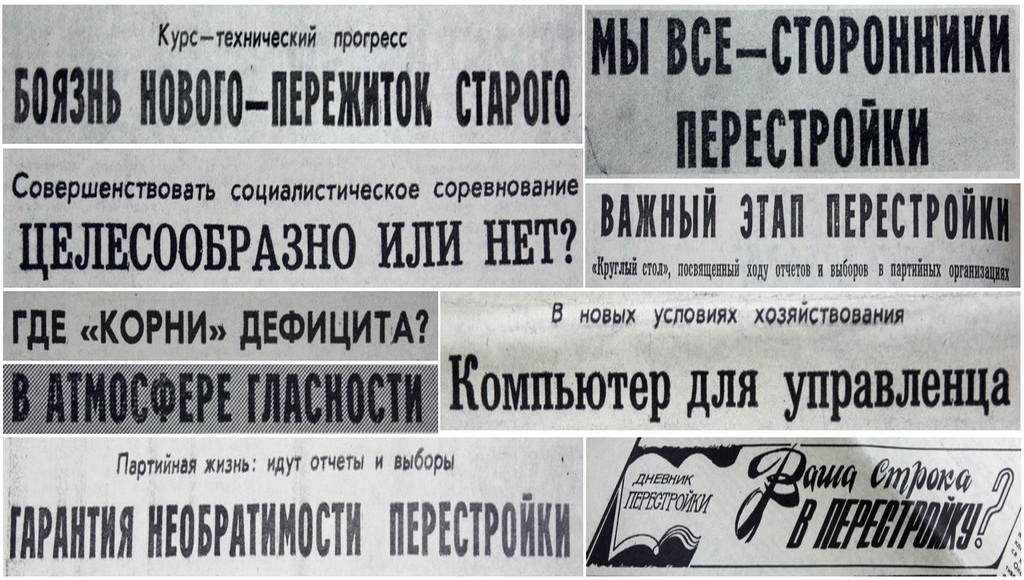 Курс—технический прогресс
БОЯЗНЬ НОВОГО—ПЕРЕЖИТОК СТАРОГО
МЫ ВСЕ—СТОРОННИКИ
ПЕРЕСТРОЙКИ
Совершенствовать социалистическое соревнование
ЦЕЛЕСООБРАЗНО ИЛИ НЕТ?
ВАЖНЫЙ ЭТАП ПЕРЕСТРОЙКИ
«Круглый стол», посвященный ходу отчетов и выборов в партийных организациях
ГДЕ «КОРНИ» ДЕФИЦИТА?
В АТМОСФЕРЕ ГЛАСНОСТИ
В новых условиях хозяйствования
Компьютер для управленца
Партийная жизнь: идут отчеты и выборы
ГАРАНТИЯ НЕОБРАТИМОСТИ ПЕРЕСТРОЙКИ
ДНЕВНИК
ПЕРЕСТРОЙКИ
Ваша строка
В ПЕРЕСТРОЙКУ?